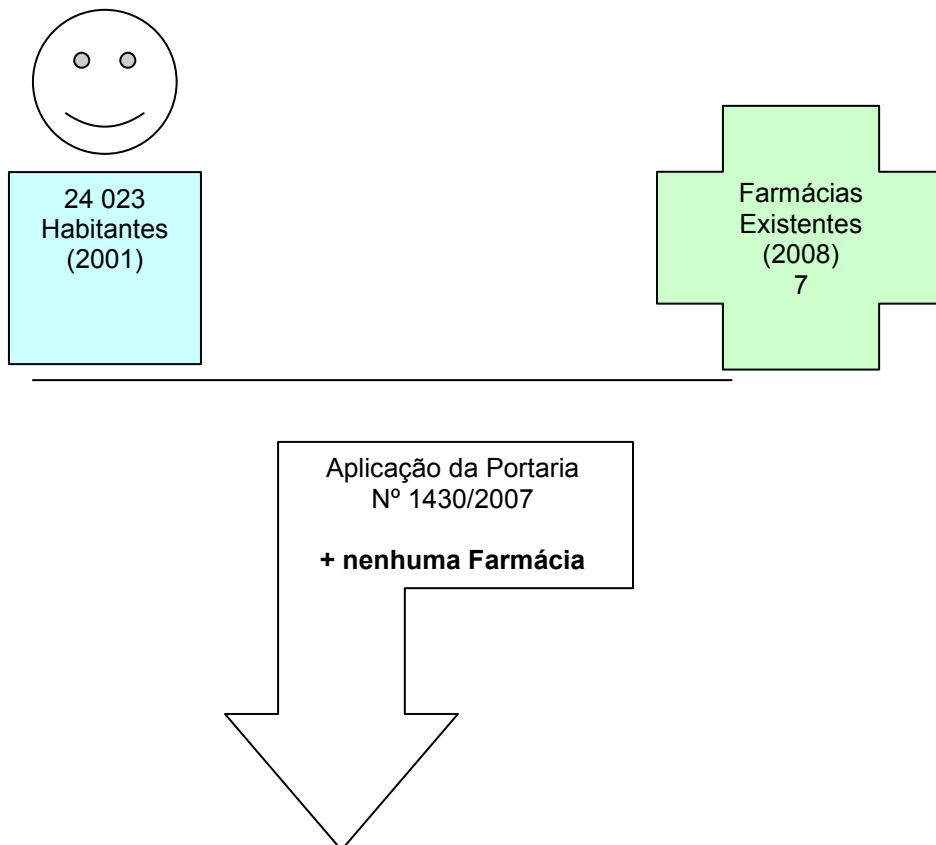 24 023
Habitantes
(2001)
Farmácias
Existentes
(2008)
7
Aplicação da Portaria
Nº 1430/2007
+ nenhuma Farmácia